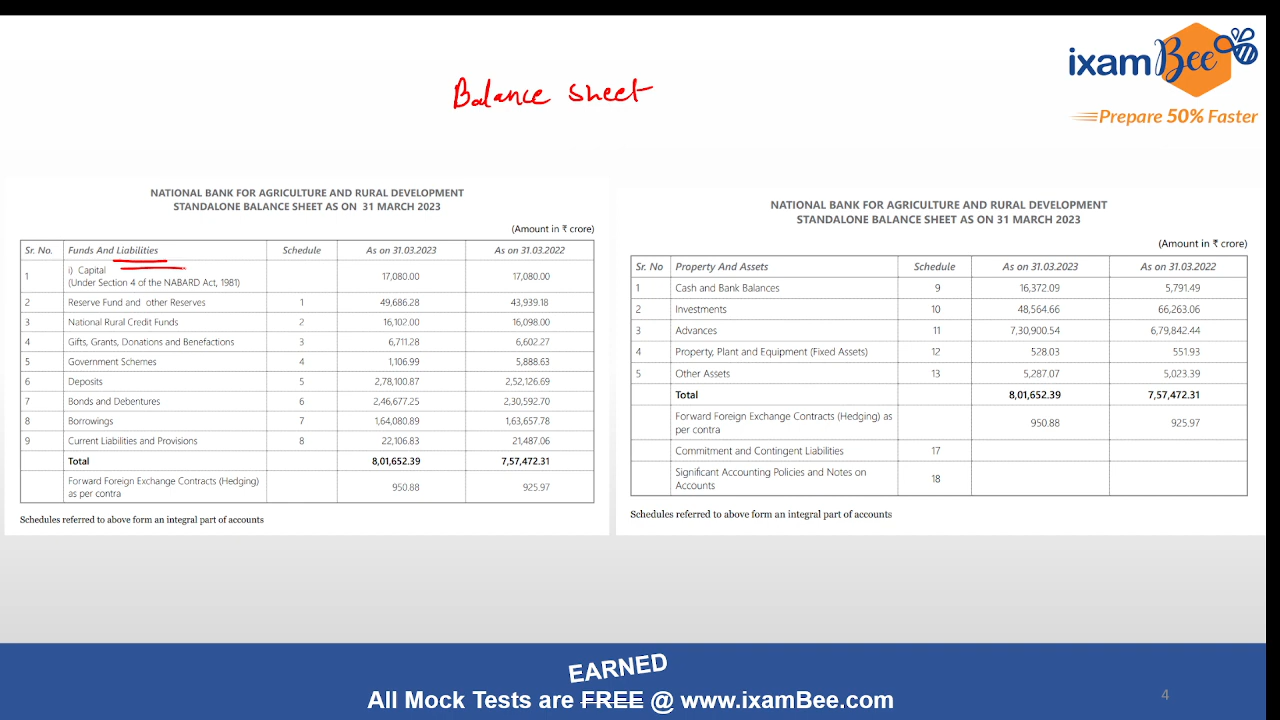 ixamBee
Prepare 50% Faster
Balance Sheet
NATIONAL BANK FOR AGRICULTURE AND RURAL DEVELOPMENT
STANDALONE BALANCE SHEET AS ON 31 MARCH 2023
(Amount in ₹ crore)
Sr. No. Funds And Liabilities Schedule As on 31.03.2023 As on 31.03.2022
1 i) Capital 17,080.00 17,080.00
(Under Section 4 of the NABARD Act, 1981)
2 Reserve Fund and other Reserves 1 49,686.28 43,939.18
3 National Rural Credit Funds 2 16,102.00 16,098.00
4 Gifts, Grants, Donations and Benefactions 3 6,711.28 6,602.27
5 Government Schemes 4 1,106.99 5,888.63
6 Deposits 5 2,78,100.87 2,52,126.69
7 Bonds and Debentures 6 2,46,677.25 2,30,592.70
8 Borrowings 7 1,64,080.89 1,63,657.78
9 Current Liabilities and Provisions 8 22,106.83 21,487.06
Total 8,01,652.39 7,57,472.31
Forward Foreign Exchange Contracts (Hedging) 950.88 925.97
as per contra
Schedules referred to above form an integral part of accounts
NATIONAL BANK FOR AGRICULTURE AND RURAL DEVELOPMENT
STANDALONE BALANCE SHEET AS ON 31 MARCH 2023
(Amount in ₹ crore)
Sr. No Property And Assets Schedule As on 31.03.2023 As on 31.03.2022
1 Cash and Bank Balances 9 16,372.09 5,791.49
2 Investments 10 48,564.66 66,263.06
3 Advances 11 7,30,900.54 6,79,842.44
4 Property, Plant and Equipment (Fixed Assets) 12 528.03 551.93
5 Other Assets 13 5,287.07 5,023.39
Total 8,01,652.39 7,57,472.31
Forward Foreign Exchange Contracts (Hedging) as 950.88 925.97
per contra
Commitment and Contingent Liabilities 17
Significant Accounting Policies and Notes on 18
Accounts
Schedules referred to above form an integral part of accounts
EARNED
All Mock Tests are FREE @ www.ixamBee.com
4